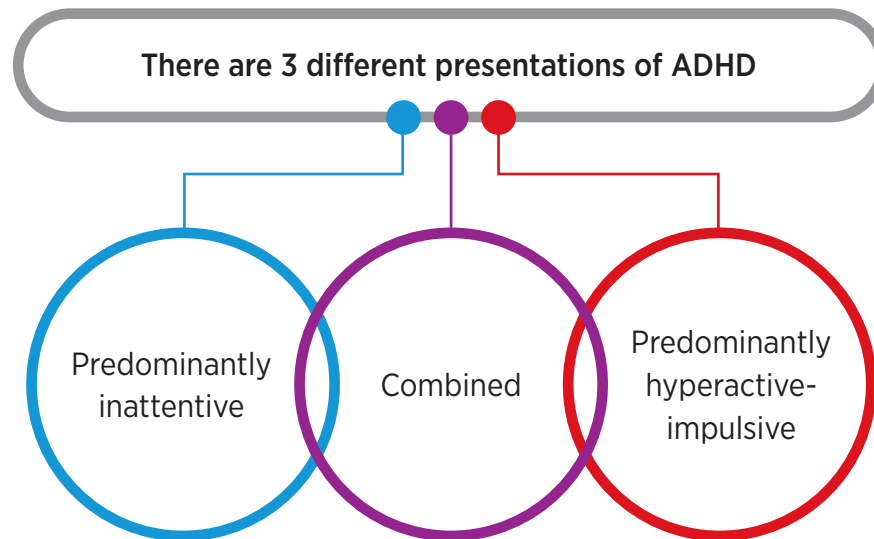 There are 3 different presentations of ADHD
Predominantly
inattentive
Combined
Predominantly
hyperactive-
impulsive